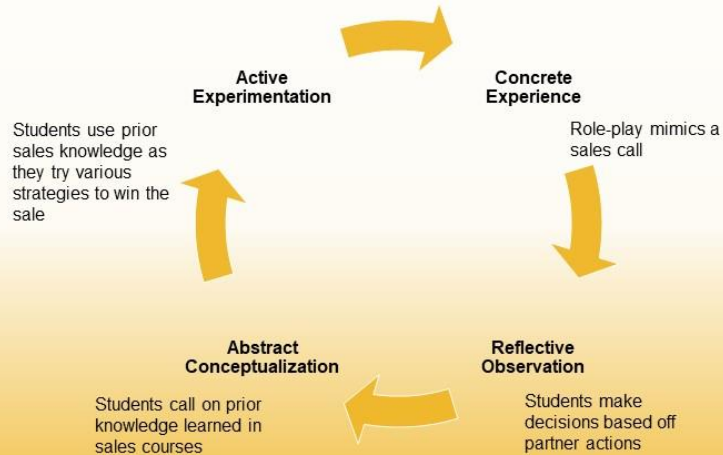 Active
Experimentation
Concrete
Experience
Students use prior
sales knowledge as
they try various
strategies to win the
sale
Role-play mimics a
sales call
Abstract
Conceptualization
Reflective
Observation
Students call on prior
knowledge learned in
sales courses
Students make
decisions based off
partner actions